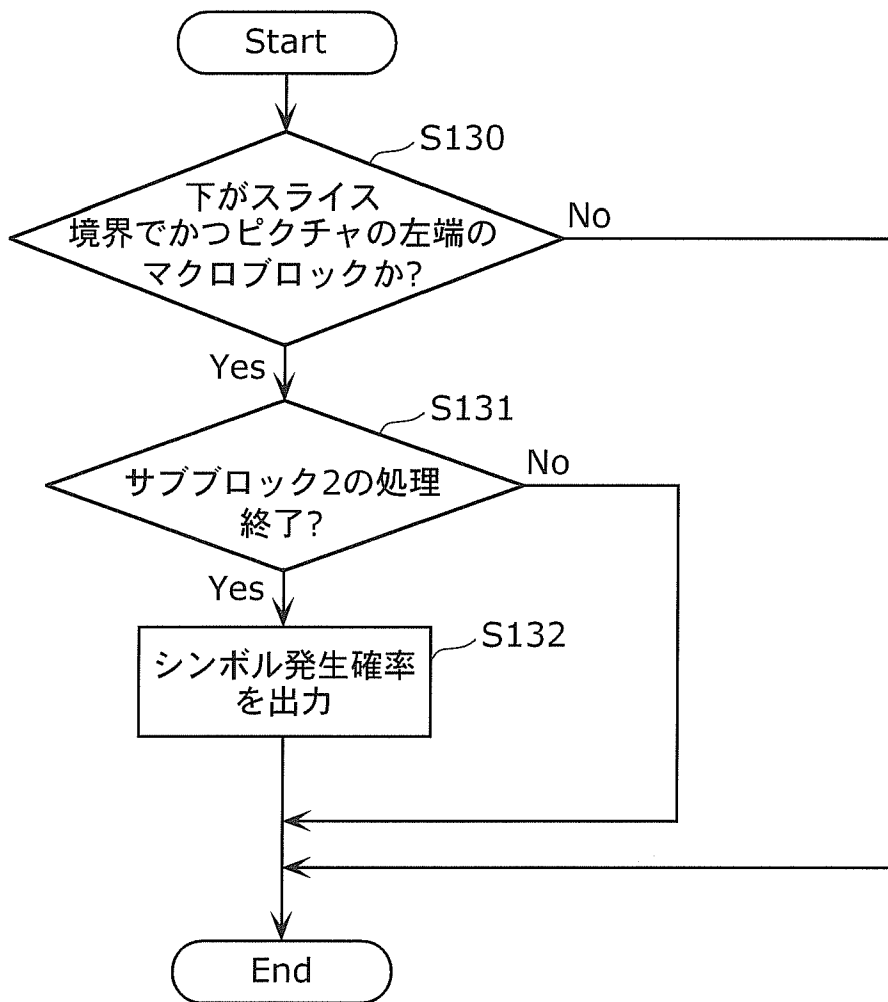 Start
S130
下がスライス
境界でかつピクチャの左端の
マクロブロックか?
No
Yes
S131
サブブロック2の処理
終了?
No
Yes
S132
シンボル発生確率
を出力
End